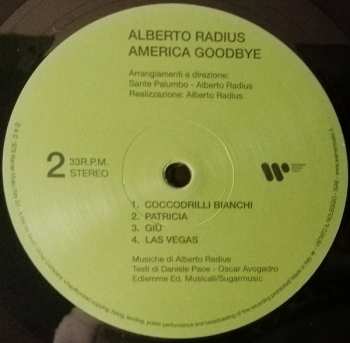 ALBERTO RADIUS
AMERICA GOODBYE
Arrangiamenti e direzione:
Sante Palumbo - Alberto Radius
Realizzazione: Alberto Radius
2
33R.P.M.
STEREO
1. COCCODRILLI BIANCHI
2. PATRICIA
3. GIÙ
4. LAS VEGAS
Musiche di Alberto Radius
Testi di Daniele Pace - Oscar Avogadro
Ediemme Ed. Musicali/Sugarmusic